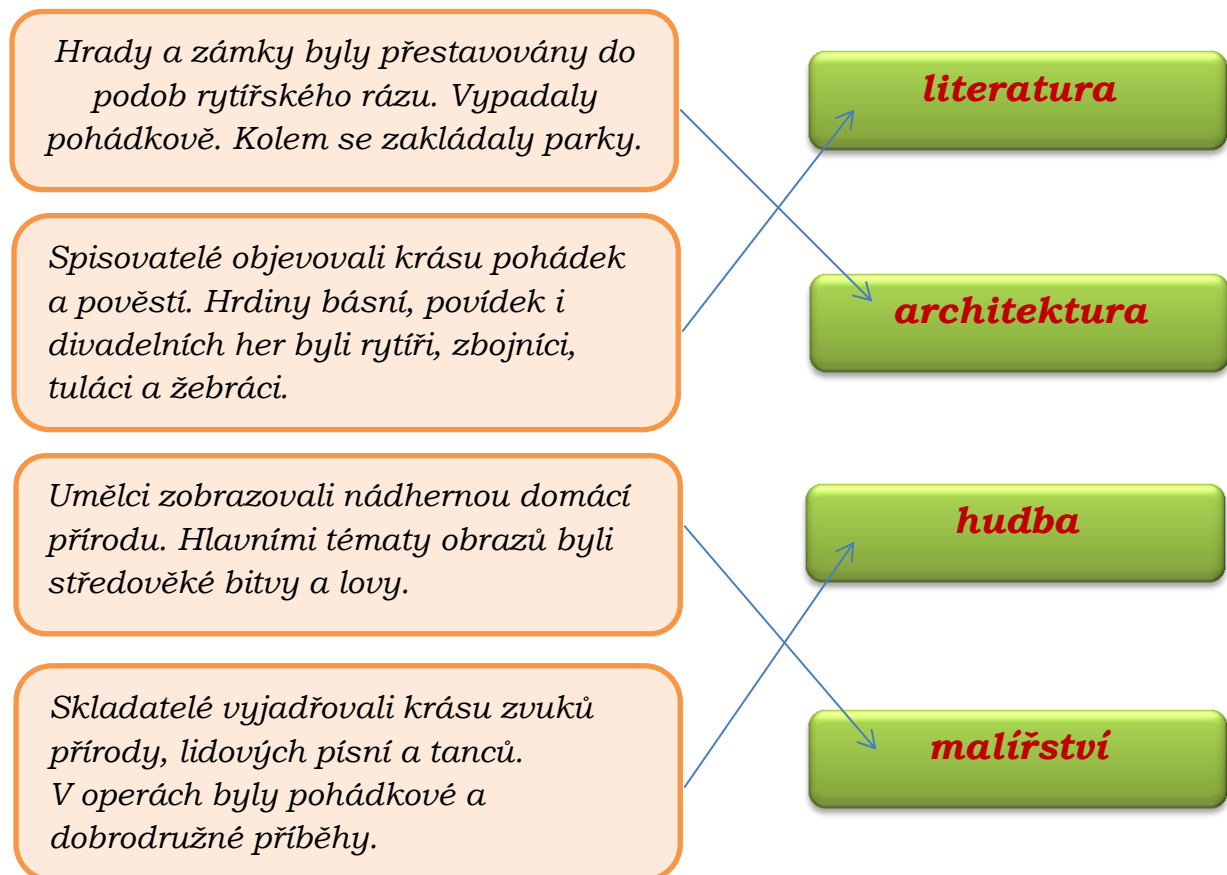 Hrady a zámky byly přestavovány do
podob rytířského rázu. Vypadaly
pohádkově. Kolem se zakládaly parky.
literatura
Spisovatelé objevovali krásu pohádek
a pověstí. Hrdiny básní, povídek i
divadelních her byli rytíři, zbojníci,
tuláci a žebráci.
architektura
Umělci zobrazovali nádhernou domácí
přírodu. Hlavními tématy obrazů byli
středověké bitvy a lovy.
hudba
Skladatelé vyjadřovali krásu zvuků
přírody, lidových písní a tanců.
V operách byly pohádkové a
dobrodružné příběhy.
malířství